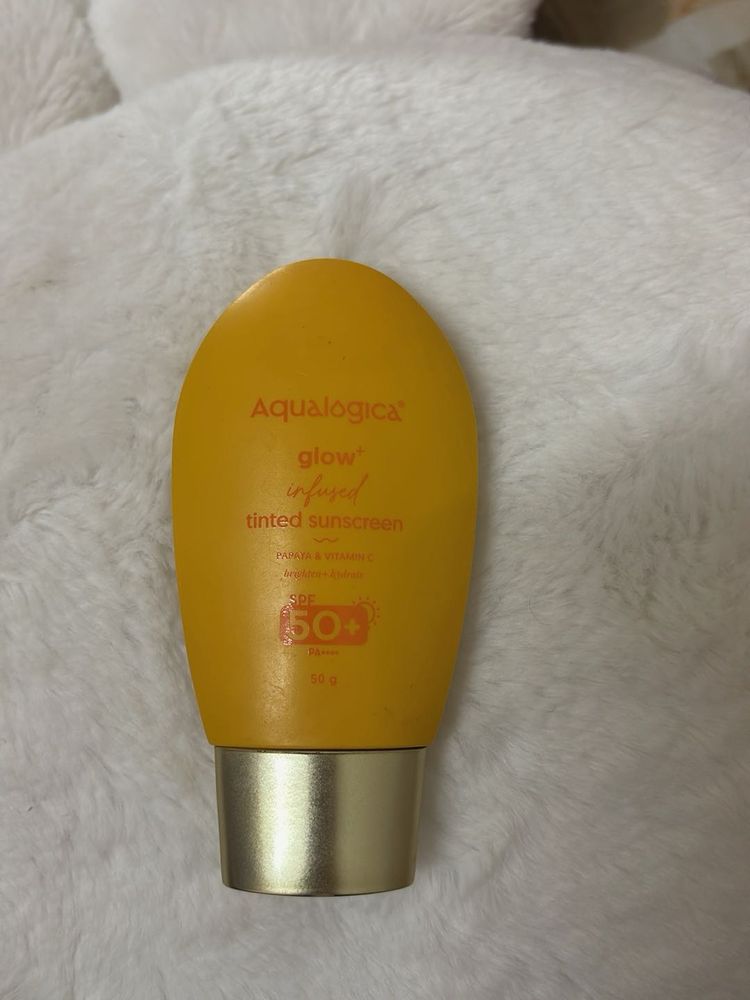 Aqualogica®
glow+
infused
tinted sunscreen
PAPAYA & VITAMIN C
brighten + hydrate
SPF
50+
PA++++
50 g